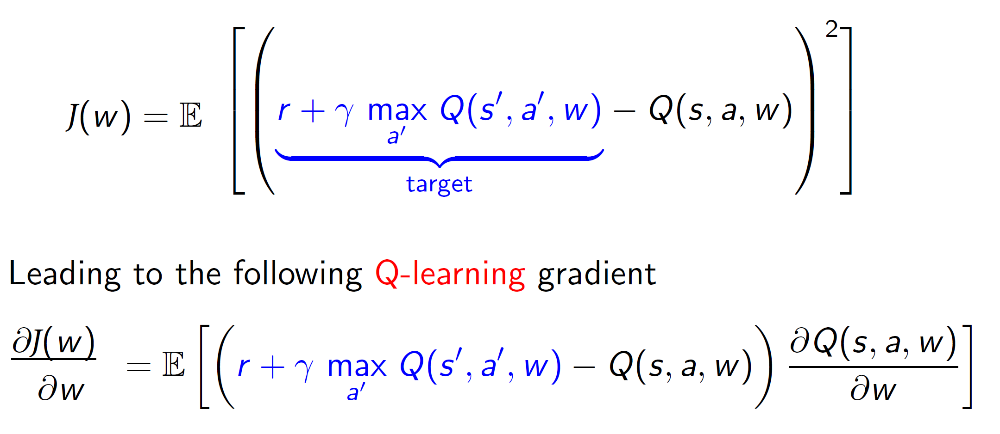 J(w) = 𝔼 [ ( r + γ max_{a′} Q(s′, a′, w) − Q(s, a, w) )² ]
target
Leading to the following Q-learning gradient
∂J(w)/∂w = 𝔼 [ ( r + γ max_{a′} Q(s′, a′, w) − Q(s, a, w) ) ∂Q(s, a, w)/∂w ]